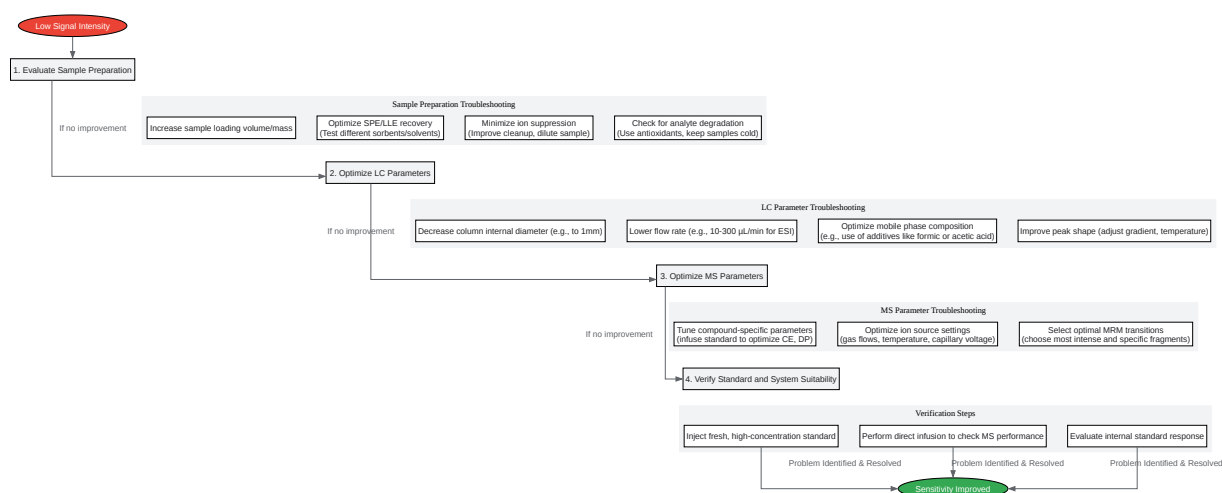 Low Signal Intensity
1. Evaluate Sample Preparation
If no improvement
Sample Preparation Troubleshooting
Increase sample loading volume/mass
Optimize SPE/LLE recovery
(Test different sorbents/solvents)
Minimize ion suppression
(Improve cleanup, dilute sample)
Check for analyte degradation
(Use antioxidants, keep samples cold)
2. Optimize LC Parameters
If no improvement
LC Parameter Troubleshooting
Decrease column internal diameter (e.g., to 1mm)
Lower flow rate (e.g., 10-300 µL/min for ESI)
Optimize mobile phase composition
(e.g., use of additives like formic or acetic acid)
Improve peak shape (adjust gradient, temperature)
3. Optimize MS Parameters
If no improvement
MS Parameter Troubleshooting
Tune compound-specific parameters
(infuse standard to optimize CE, DP)
Optimize ion source settings
(gas flows, temperature, capillary voltage)
Select optimal MRM transitions
(choose most intense and specific fragments)
4. Verify Standard and System Suitability
Verification Steps
Inject fresh, high-concentration standard
Perform direct infusion to check MS performance
Evaluate internal standard response
Problem Identified & Resolved
Problem Identified & Resolved
Problem Identified & Resolved
Sensitivity Improved